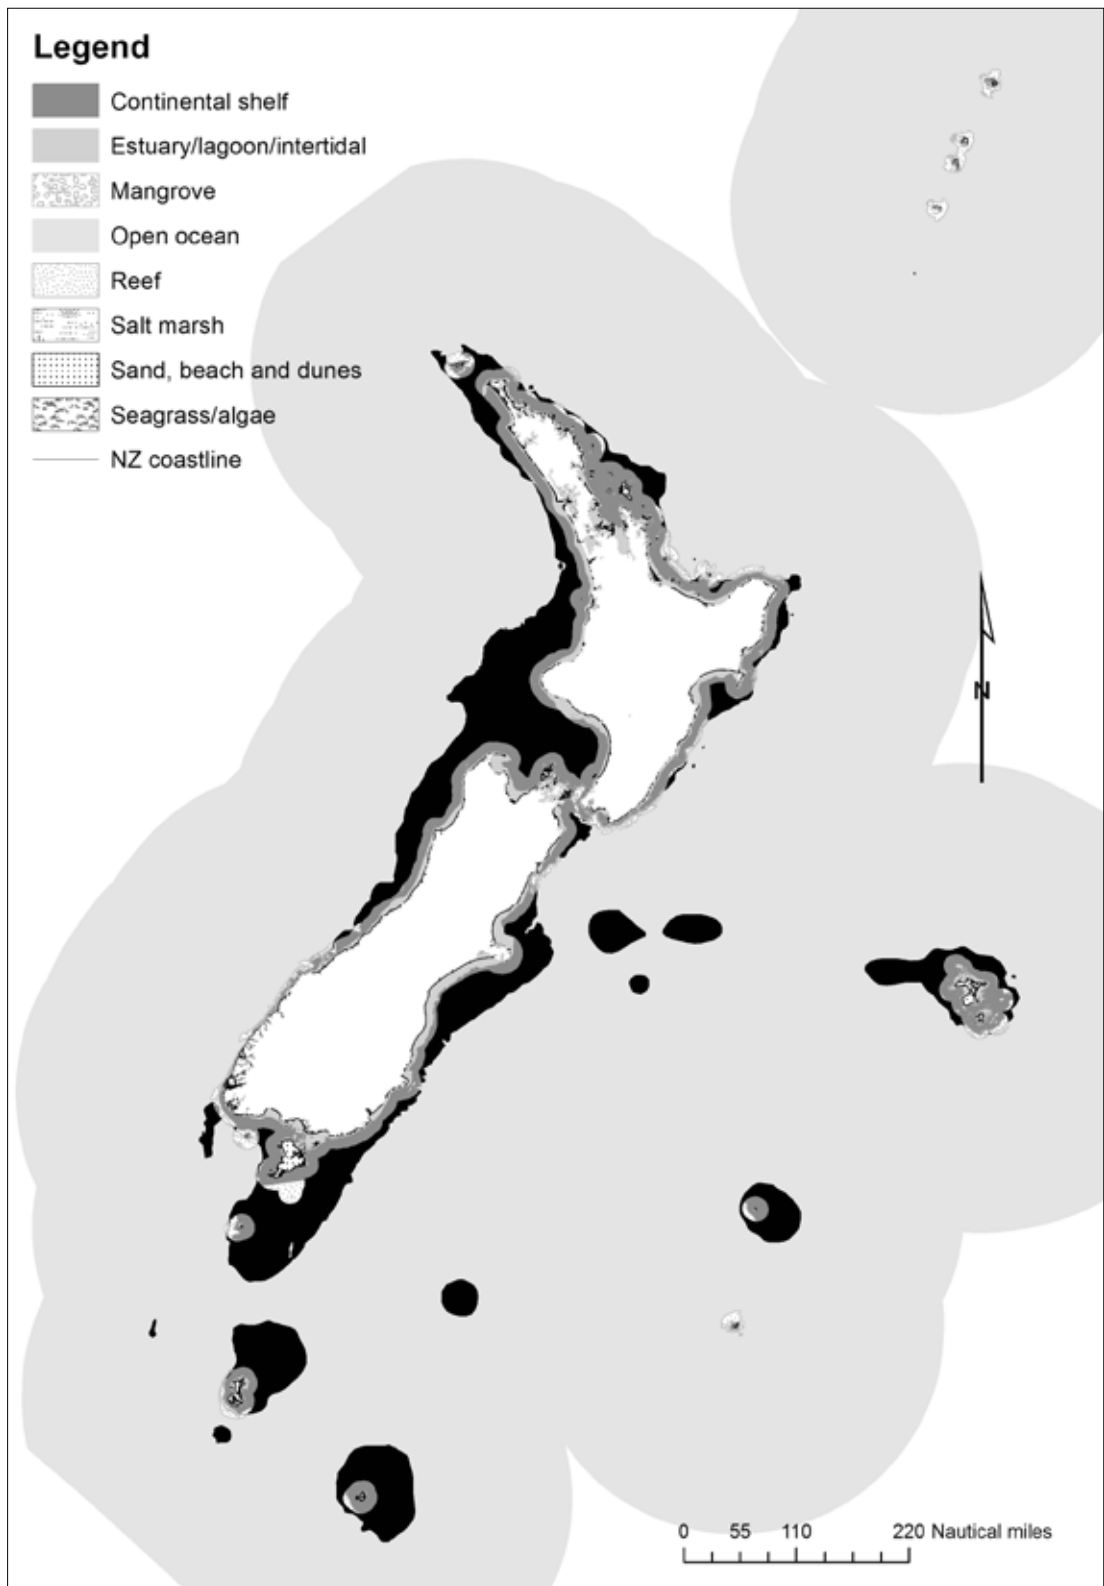 Legend
Continental shelf
Estuary/lagoon/intertidal
Mangrove
Open ocean
Reef
Salt marsh
Sand, beach and dunes
Seagrass/algae
NZ coastline
N
0 55 110 220 Nautical miles